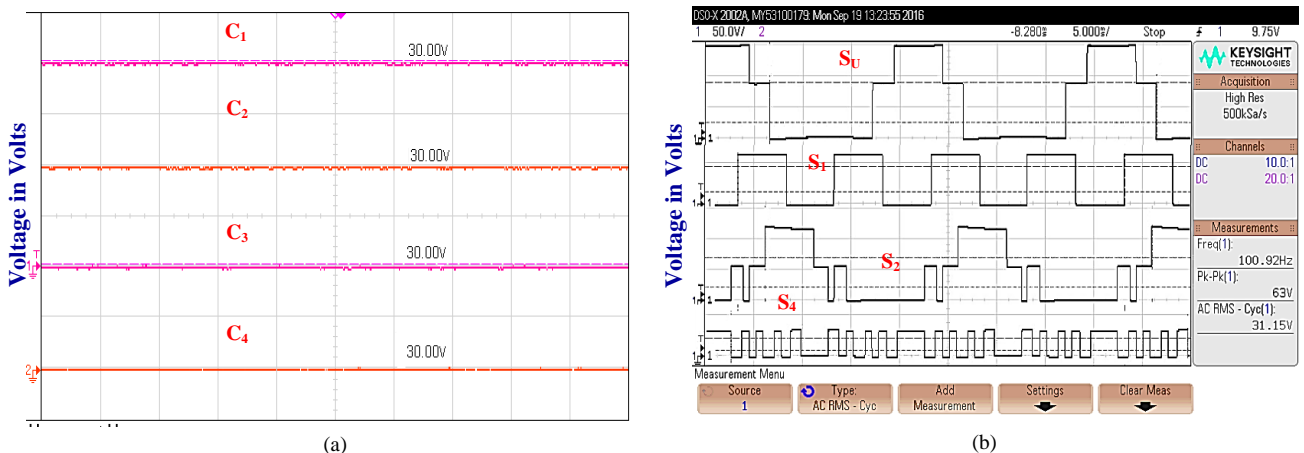 C1
30.00V
C2
30.00V
C3
30.00V
C4
30.00V
Voltage in Volts
(a)
DSO-X 2002A, MY53100179: Mon Sep 19 13:23:55 2016
1 50.0V/ 2 -8.280s 5.000s/ Stop 1 9.75V
SU
S1
S2
S4
Voltage in Volts
KEYSIGHT
TECHNOLOGIES
Acquisition
High Res
500kSa/s
Channels
DC 10.0:1
DC 20.0:1
Measurements
Freq(1):
100.92Hz
Pk-Pk(1):
63V
AC RMS - Cyc(1):
31.15V
Measurement Menu
Source
1
Type:
AC RMS - Cyc
Add
Measurement
Settings
Clear Meas
(b)